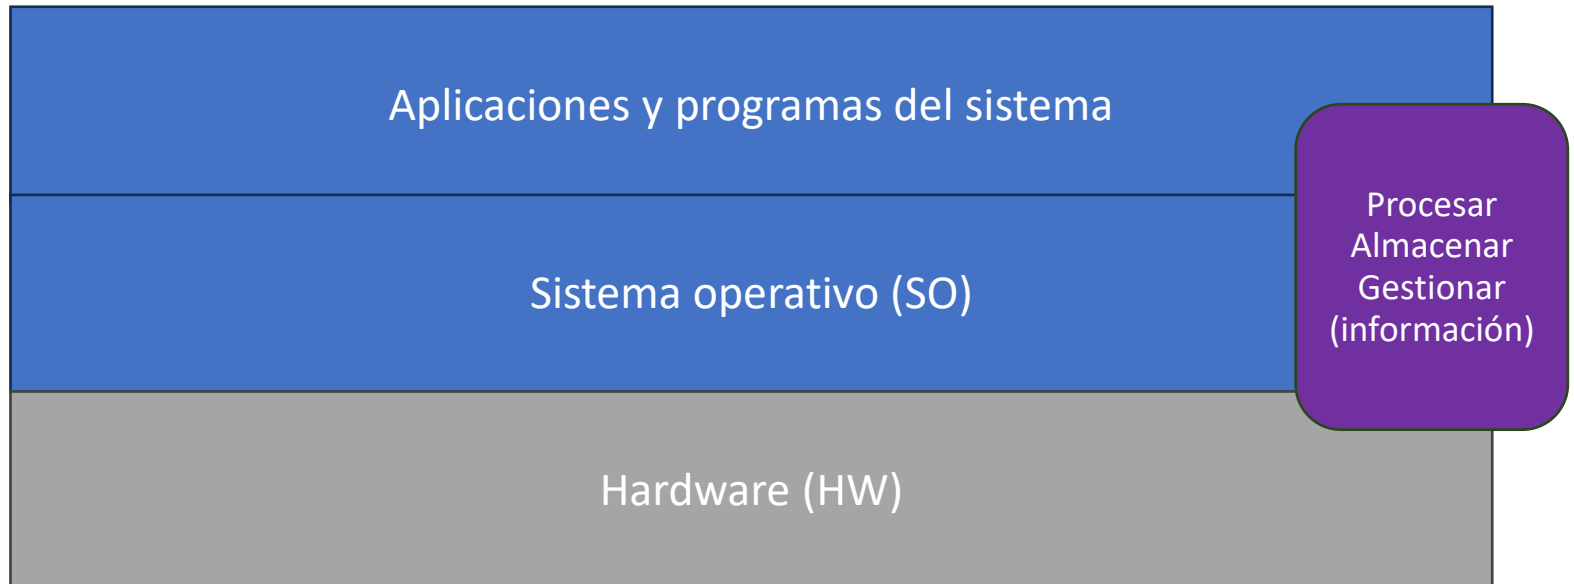 Aplicaciones y programas del sistema
Procesar
Almacenar
Gestionar
(información)
Sistema operativo (SO)
Hardware (HW)